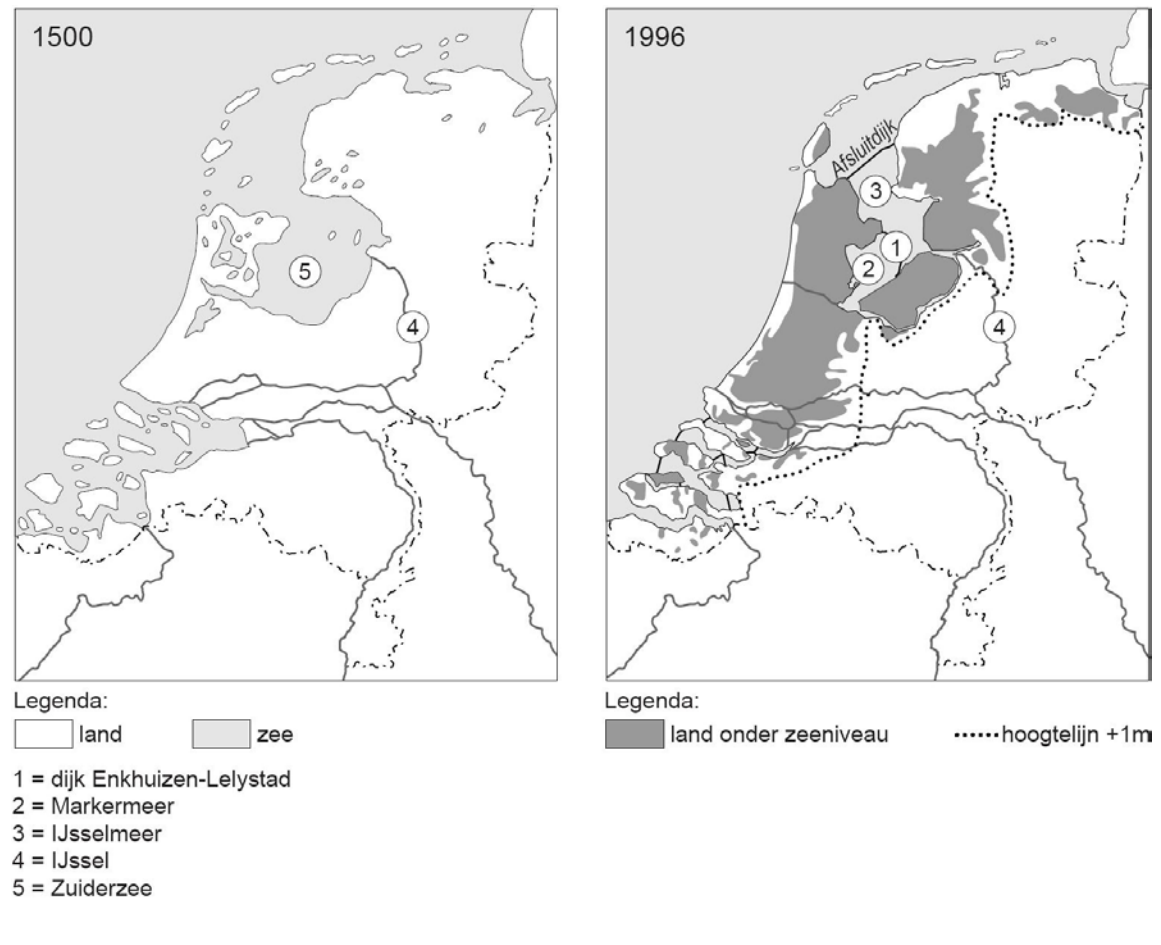 1500
5
4
Legenda:
land
zee
1 = dijk Enkhuizen-Lelystad
2 = Markermeer
3 = IJsselmeer
4 = IJssel
5 = Zuiderzee
1996
Afsluitdijk
3
1
2
4
Legenda:
land onder zeeniveau
hoogtelijn +1m